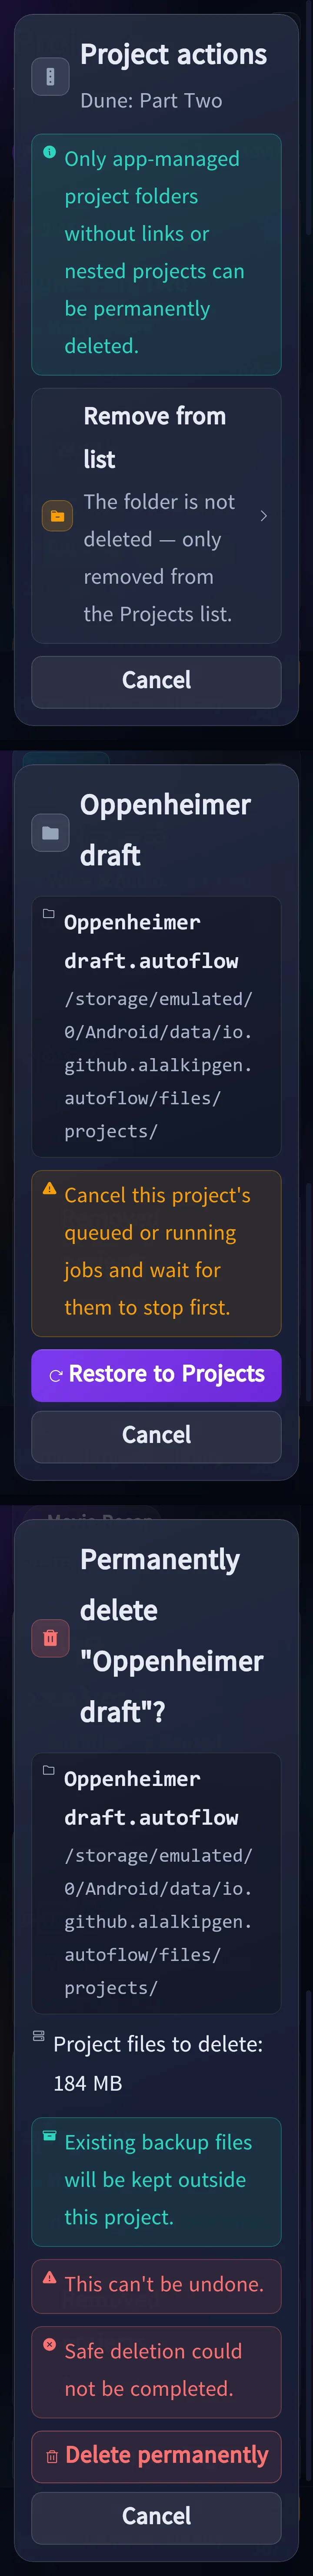 Project actions
Dune: Part Two
Only app-managed
project folders
without links or
nested projects can
be permanently
deleted.
Remove from
list
The folder is not
deleted — only
removed from
the Projects list.
Cancel
Oppenheimer
draft
Oppenheimer
draft.autoflow
/storage/emulated/
0/Android/data/io.
github.alalkipgen.
autoflow/files/
projects/
Cancel this project's
queued or running
jobs and wait for
them to stop first.
Restore to Projects
Cancel
Permanently
delete
"Oppenheimer
draft"?
Oppenheimer
draft.autoflow
/storage/emulated/
0/Android/data/io.
github.alalkipgen.
autoflow/files/
projects/
Project files to delete:
184 MB
Existing backup files
will be kept outside
this project.
This can't be undone.
Safe deletion could
not be completed.
Delete permanently
Cancel